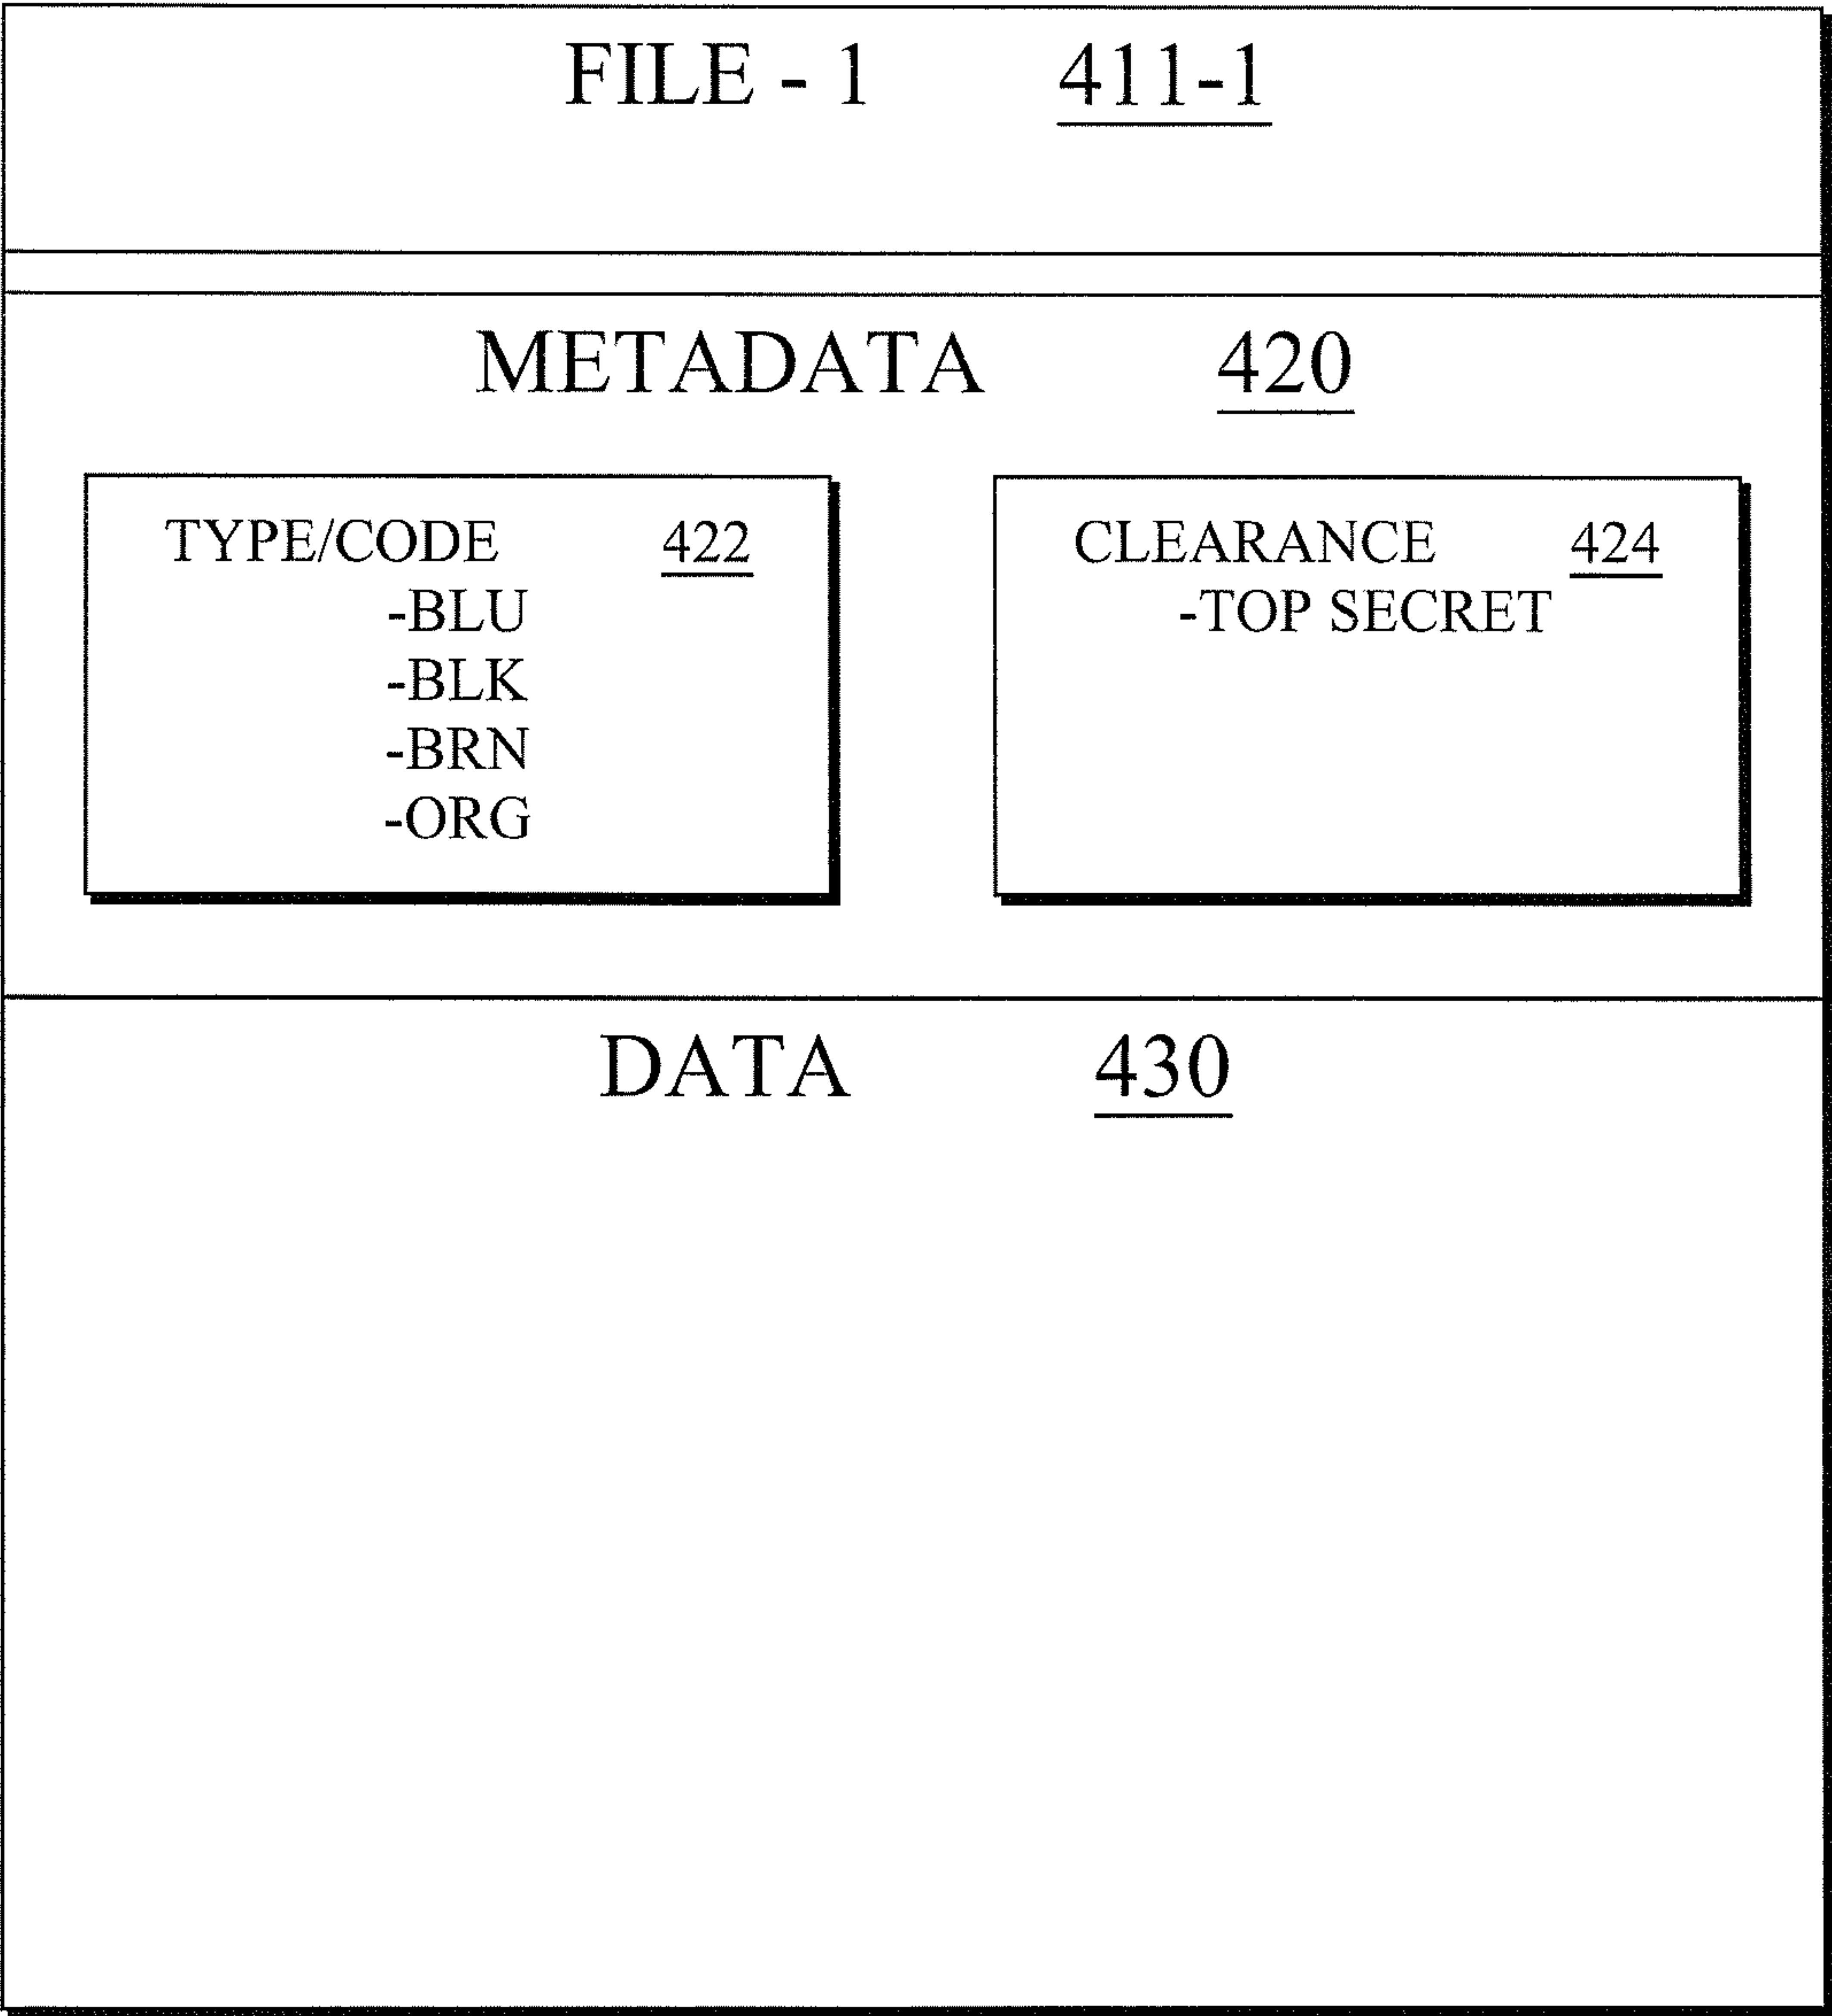 FILE - 1 411-1
METADATA 420
TYPE/CODE 422
-BLU
-BLK
-BRN
-ORG
CLEARANCE 424
-TOP SECRET
DATA 430